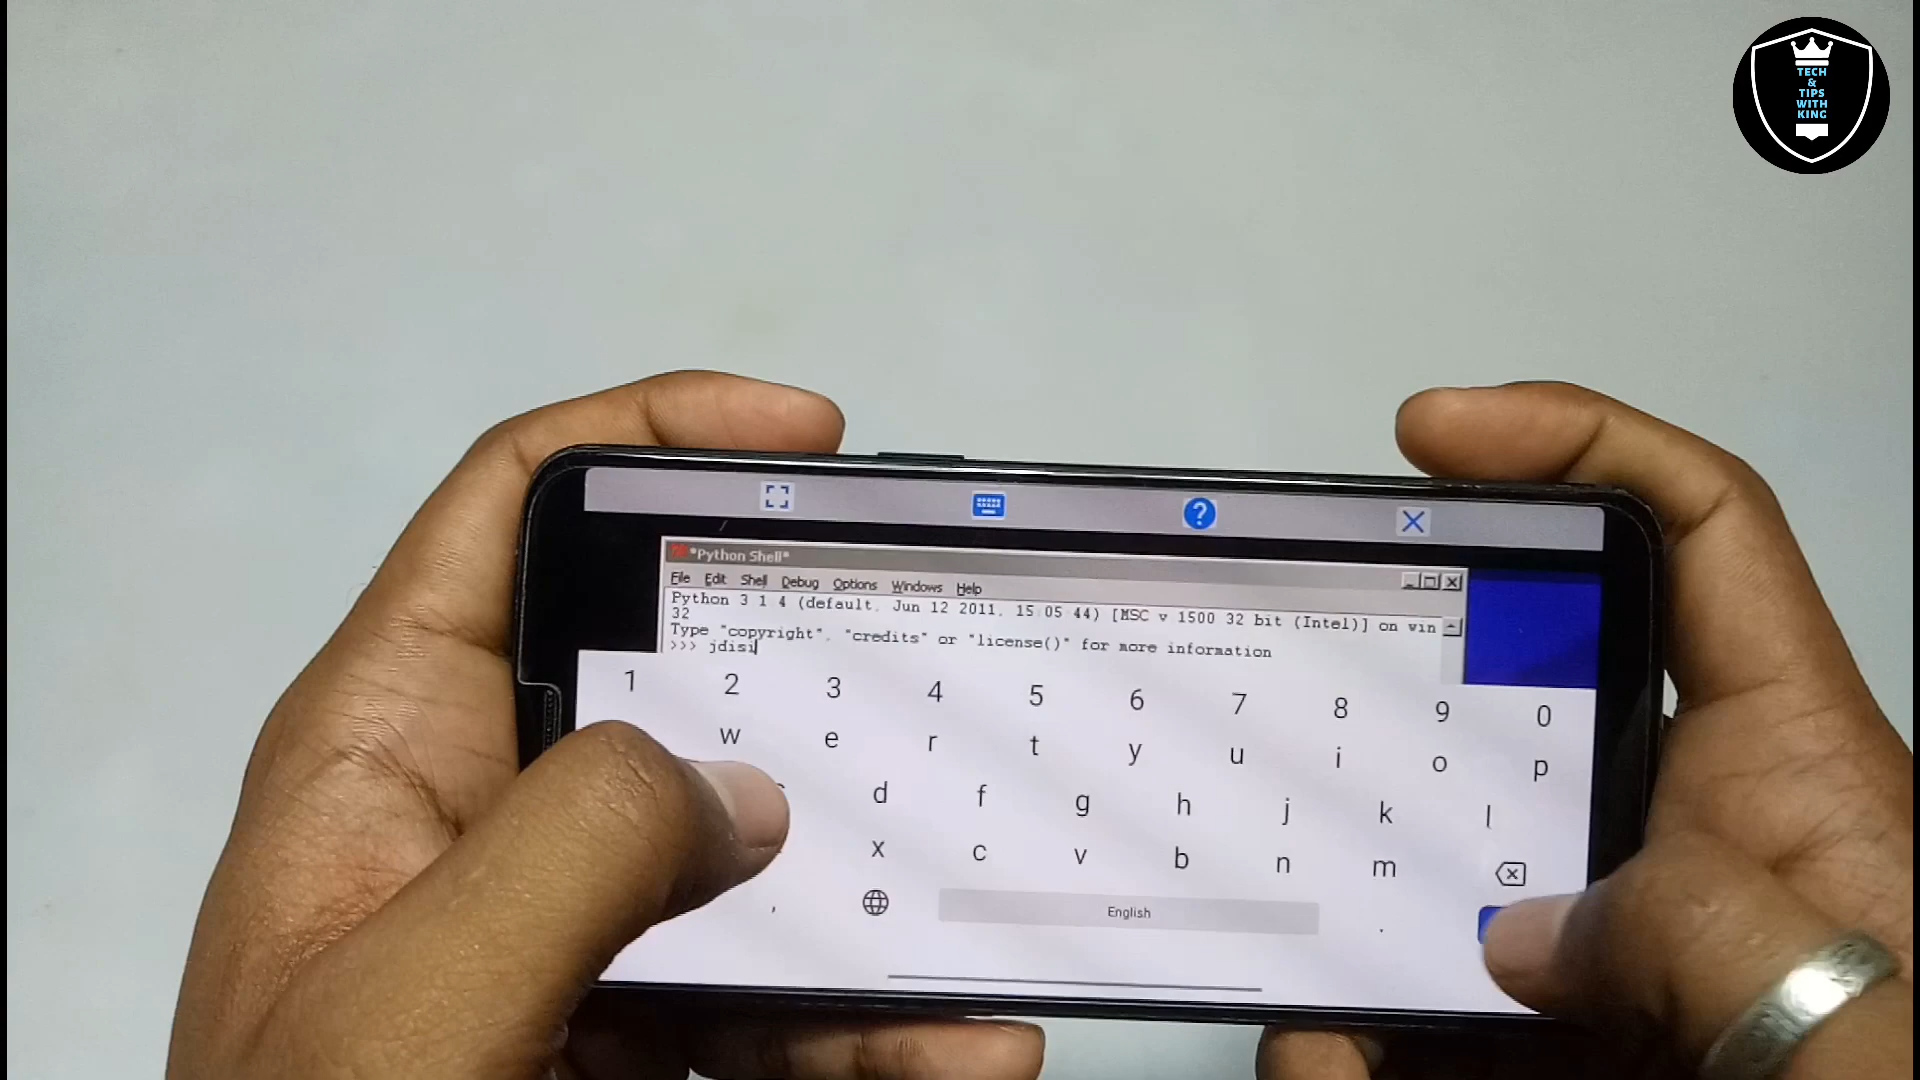 TECH
&
TIPS
WITH
KING
*Python Shell*
File Edit Shell Debug Options Windows Help
Python 3 1 4 (default, Jun 12 2011, 15 05 44) [MSC v 1500 32 bit (Intel)] on win
32
Type "copyright", "credits" or "license()" for more information
>>> jdisi
1 2 3 4 5 6 7 8 9 0
w e r t y u i o p
d f g h j k l
x c v b n m
, English .